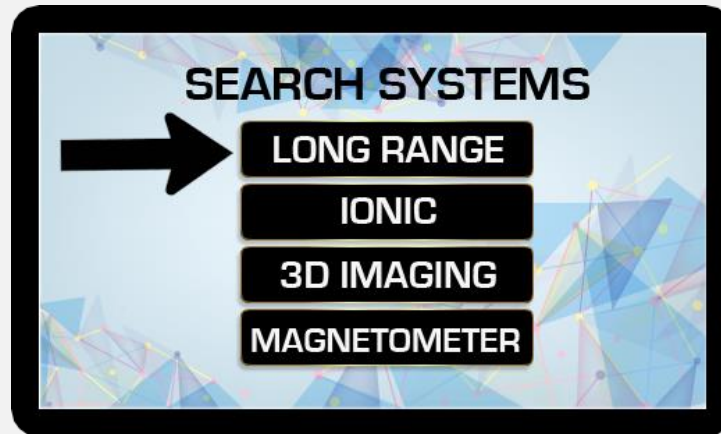 SEARCH SYSTEMS
LONG RANGE
IONIC
3D IMAGING
MAGNETOMETER